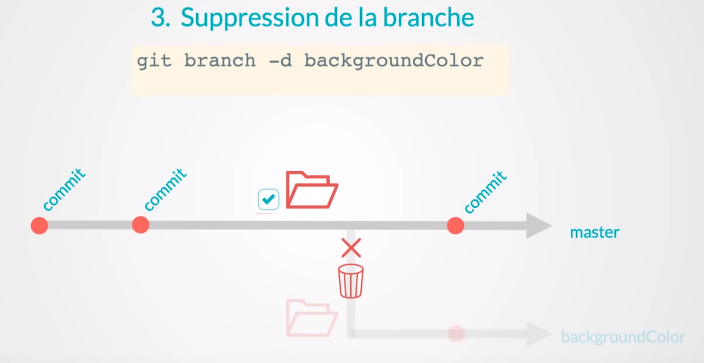 3. Suppression de la branche
git branch -d backgroundColor
commit
commit
commit
master
backgroundColor